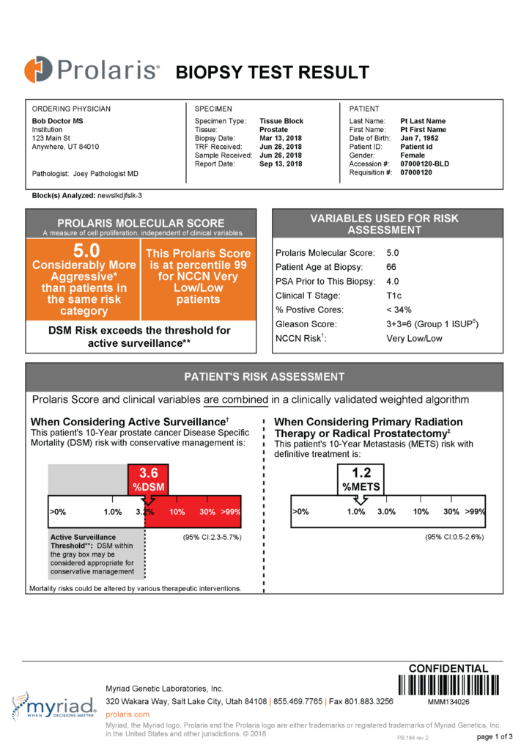 Prolaris® BIOPSY TEST RESULT
ORDERING PHYSICIAN
Bob Doctor MS
Institution
123 Main St
Anywhere, UT 84010
Pathologist: Joey Pathologist MD
SPECIMEN
Specimen Type: Tissue Block
Tissue: Prostate
Biopsy Date: Mar 13, 2018
TRF Received: Jun 26, 2018
Sample Received: Jun 26, 2018
Report Date: Sep 13, 2018
PATIENT
Last Name: Pt Last Name
First Name: Pt First Name
Date of Birth: Jan 7, 1952
Patient ID: Patient id
Gender: Female
Accession #: 07000120-BLD
Requisition #: 07000120
Block(s) Analyzed: newslkdjfslk-3
PROLARIS MOLECULAR SCORE
A measure of cell proliferation, independent of clinical variables
5.0
Considerably More
Aggressive*
than patients in
the same risk
category
This Prolaris Score
is at percentile 99
for NCCN Very
Low/Low
patients
DSM Risk exceeds the threshold for
active surveillance**
VARIABLES USED FOR RISK
ASSESSMENT
Prolaris Molecular Score: 5.0
Patient Age at Biopsy: 66
PSA Prior to This Biopsy: 4.0
Clinical T Stage: T1c
% Postive Cores: < 34%
Gleason Score: 3+3=6 (Group 1 ISUP®)
NCCN Risk†: Very Low/Low
PATIENT'S RISK ASSESSMENT
Prolaris Score and clinical variables are combined in a clinically validated weighted algorithm
When Considering Active Surveillance†
This patient's 10-Year prostate cancer Disease Specific
Mortality (DSM) risk with conservative management is:
3.6
%DSM
>0% 1.0% 3.2% 10% 30% >99%
Active Surveillance
Threshold**: DSM within
the gray box may be
considered appropriate for
conservative management
(95% CI:2.3-5.7%)
Mortality risks could be altered by various therapeutic interventions.
When Considering Primary Radiation
Therapy or Radical Prostatectomy‡
This patient's 10-Year Metastasis (METS) risk with
definitive treatment is:
1.2
%METS
>0% 1.0% 3.0% 10% 30% >99%
(95% CI:0.5-2.6%)
CONFIDENTIAL
MMM134026
myriad.
WHEN DECISIONS MATTER
Myriad Genetic Laboratories, Inc.
320 Wakara Way, Salt Lake City, Utah 84108 | 855.469.7765 | Fax 801.883.3256
prolaris.com
Myriad, the Myriad logo, Prolaris and the Prolaris logo are either trademarks or registered trademarks of Myriad Genetics, Inc.
in the United States and other jurisdictions. © 2016
PB.194 rev 2
page 1 of 3